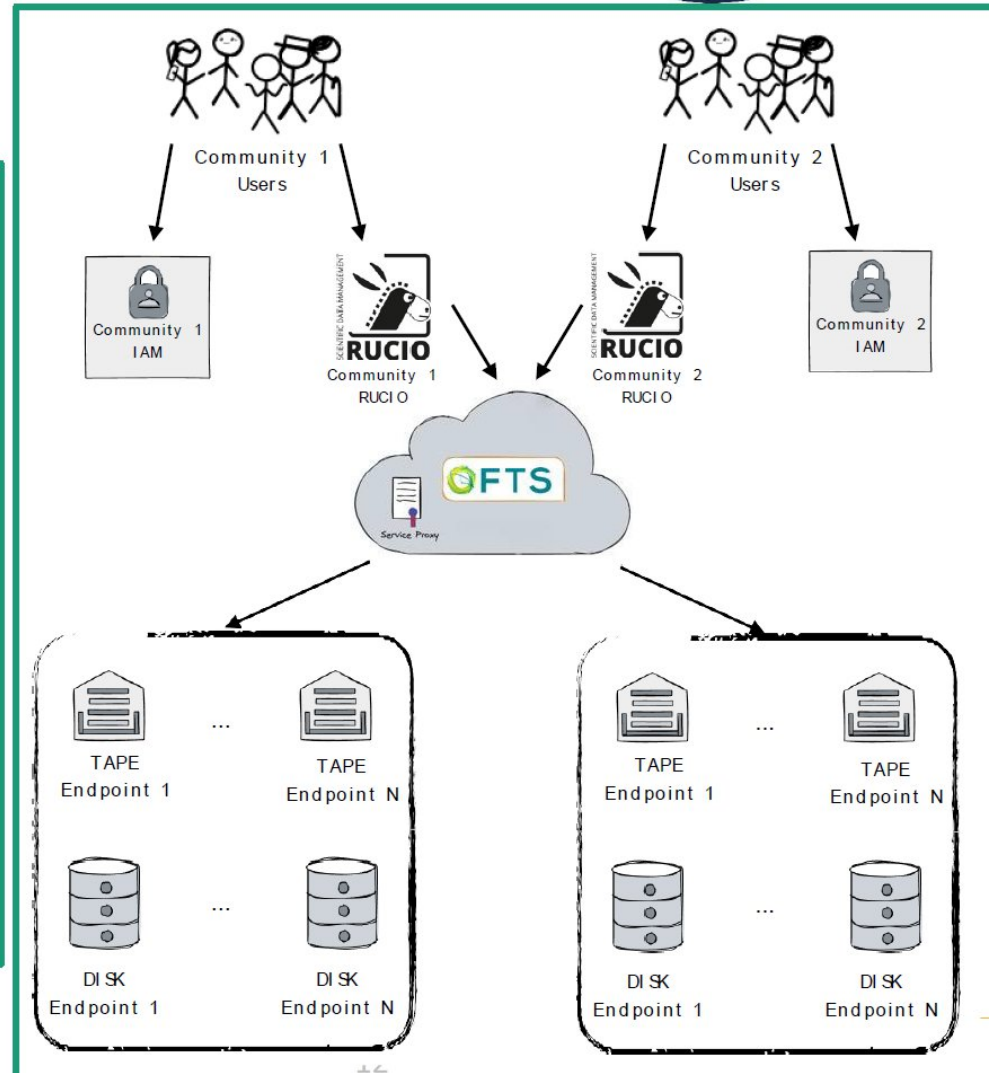 Community 1
Users
Community 2
Users
Community 1
IAM
SCIENTIFIC DATA MANAGEMENT
RUCIO
Community 1
RUCIO
SCIENTIFIC DATA MANAGEMENT
RUCIO
Community 2
RUCIO
Community 2
IAM
FTS
Service Proxy
TAPE
Endpoint 1
...
TAPE
Endpoint N
DISK
Endpoint 1
...
DISK
Endpoint N
TAPE
Endpoint 1
...
TAPE
Endpoint N
DISK
Endpoint 1
...
DISK
Endpoint N